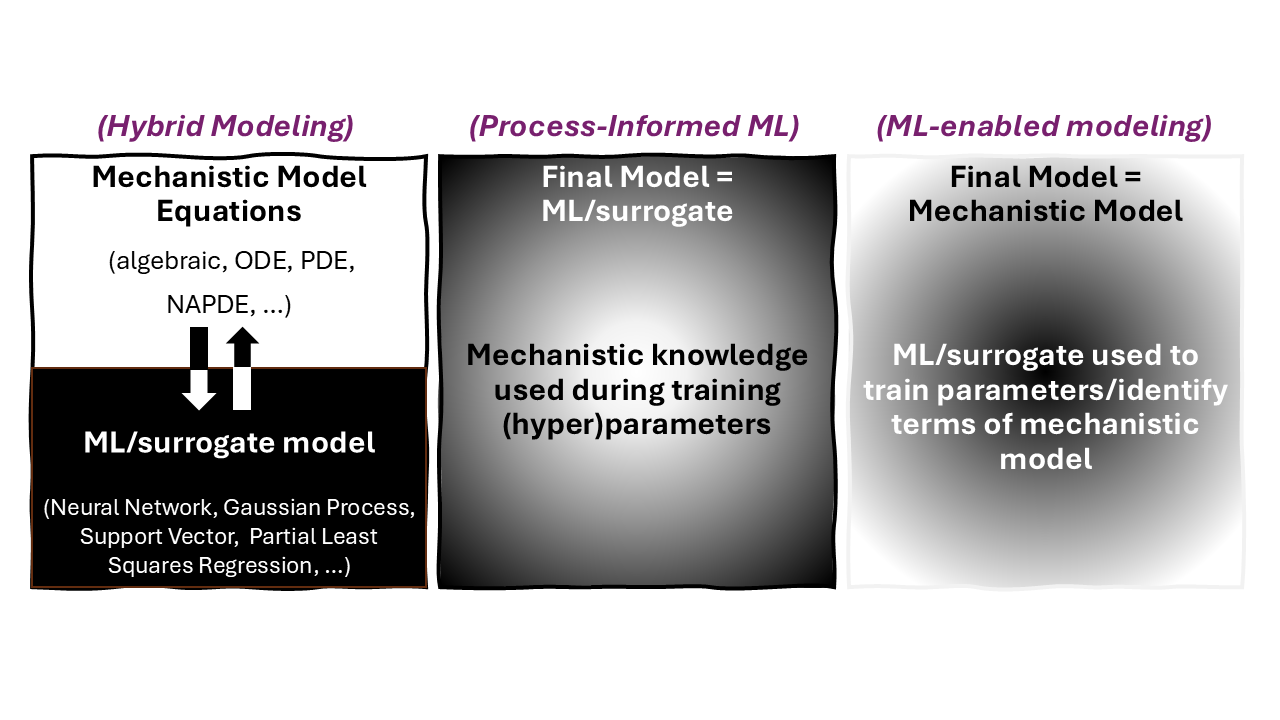 (Hybrid Modeling)
Mechanistic Model
Equations
(algebraic, ODE, PDE,
NAPDE, ...)
ML/surrogate model
(Neural Network, Gaussian Process,
Support Vector,  Partial Least
Squares Regression, ...)
(Process-Informed ML)
Final Model =
ML/surrogate
Mechanistic knowledge
used during training
(hyper)parameters
(ML-enabled modeling)
Final Model =
Mechanistic Model
ML/surrogate used to
train parameters/identify
terms of mechanistic
model